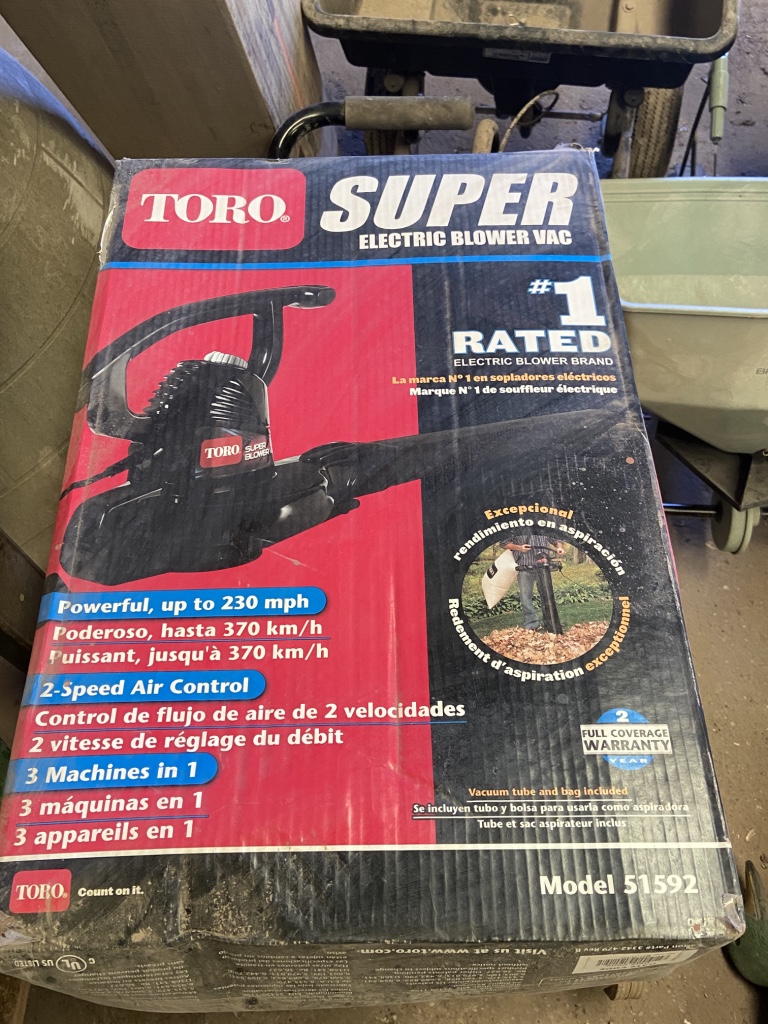 TORO®
SUPER
ELECTRIC BLOWER VAC
#1
RATED
ELECTRIC BLOWER BRAND
La marca Nº 1 en sopladores eléctricos
Marque N° 1 de souffleur électrique
TORO SUPER BLOWER
Excepcional
rendimiento en aspiración
Redement d'aspiration exceptionnel
Powerful, up to 230 mph
Poderoso, hasta 370 km/h
Puissant, jusqu'à 370 km/h
2-Speed Air Control
Control de flujo de aire de 2 velocidades
2 vitesse de réglage du débit
3 Machines in 1
3 máquinas en 1
3 appareils en 1
2
FULL COVERAGE
WARRANTY
YEAR
Vacuum tube and bag included
Se incluyen tubo y bolsa para usarla como aspiradora
Tube et sac aspirateur inclus
TORO® Count on it.
Model 51592
Visit us at www.toro.com
C UL US LISTED